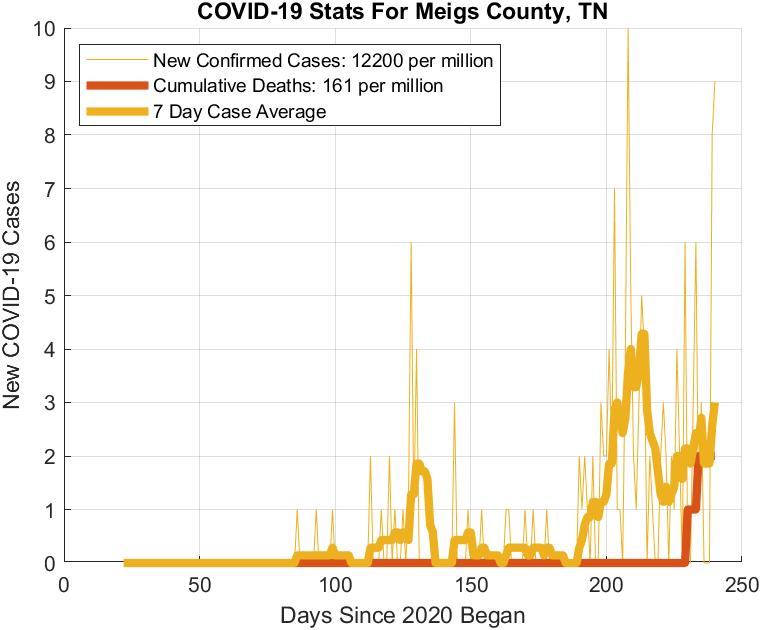 COVID-19 Stats For Meigs County, TN
New Confirmed Cases: 12200 per million
Cumulative Deaths: 161 per million
7 Day Case Average
New COVID-19 Cases
10
9
8
7
6
5
4
3
2
1
0
0 50 100 150 200 250
Days Since 2020 Began